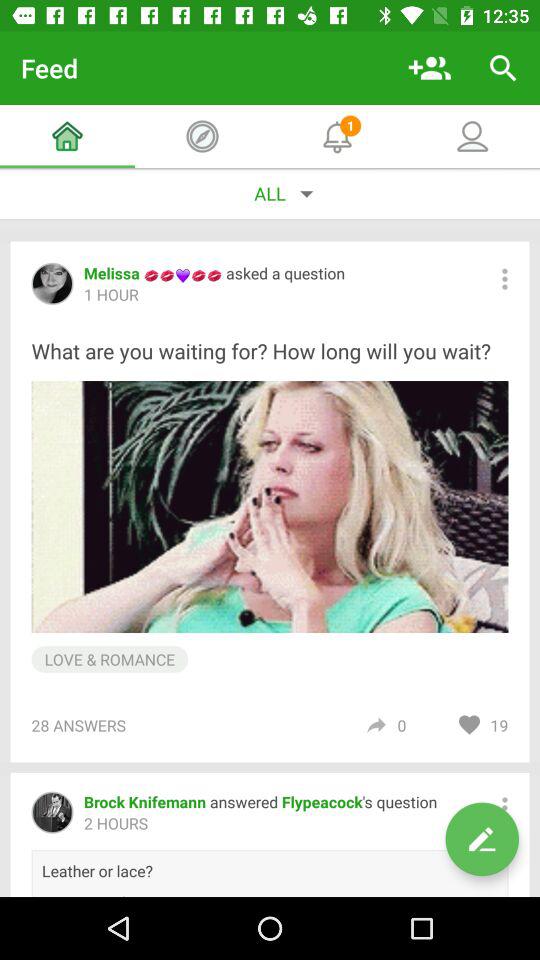 12:35
Feed
1
ALL
Melissa 💋💋💜💋💋 asked a question
1 HOUR
What are you waiting for? How long will you wait?
LOVE & ROMANCE
28 ANSWERS 0 19
Brock Knifemann answered Flypeacock's question
2 HOURS
Leather or lace?